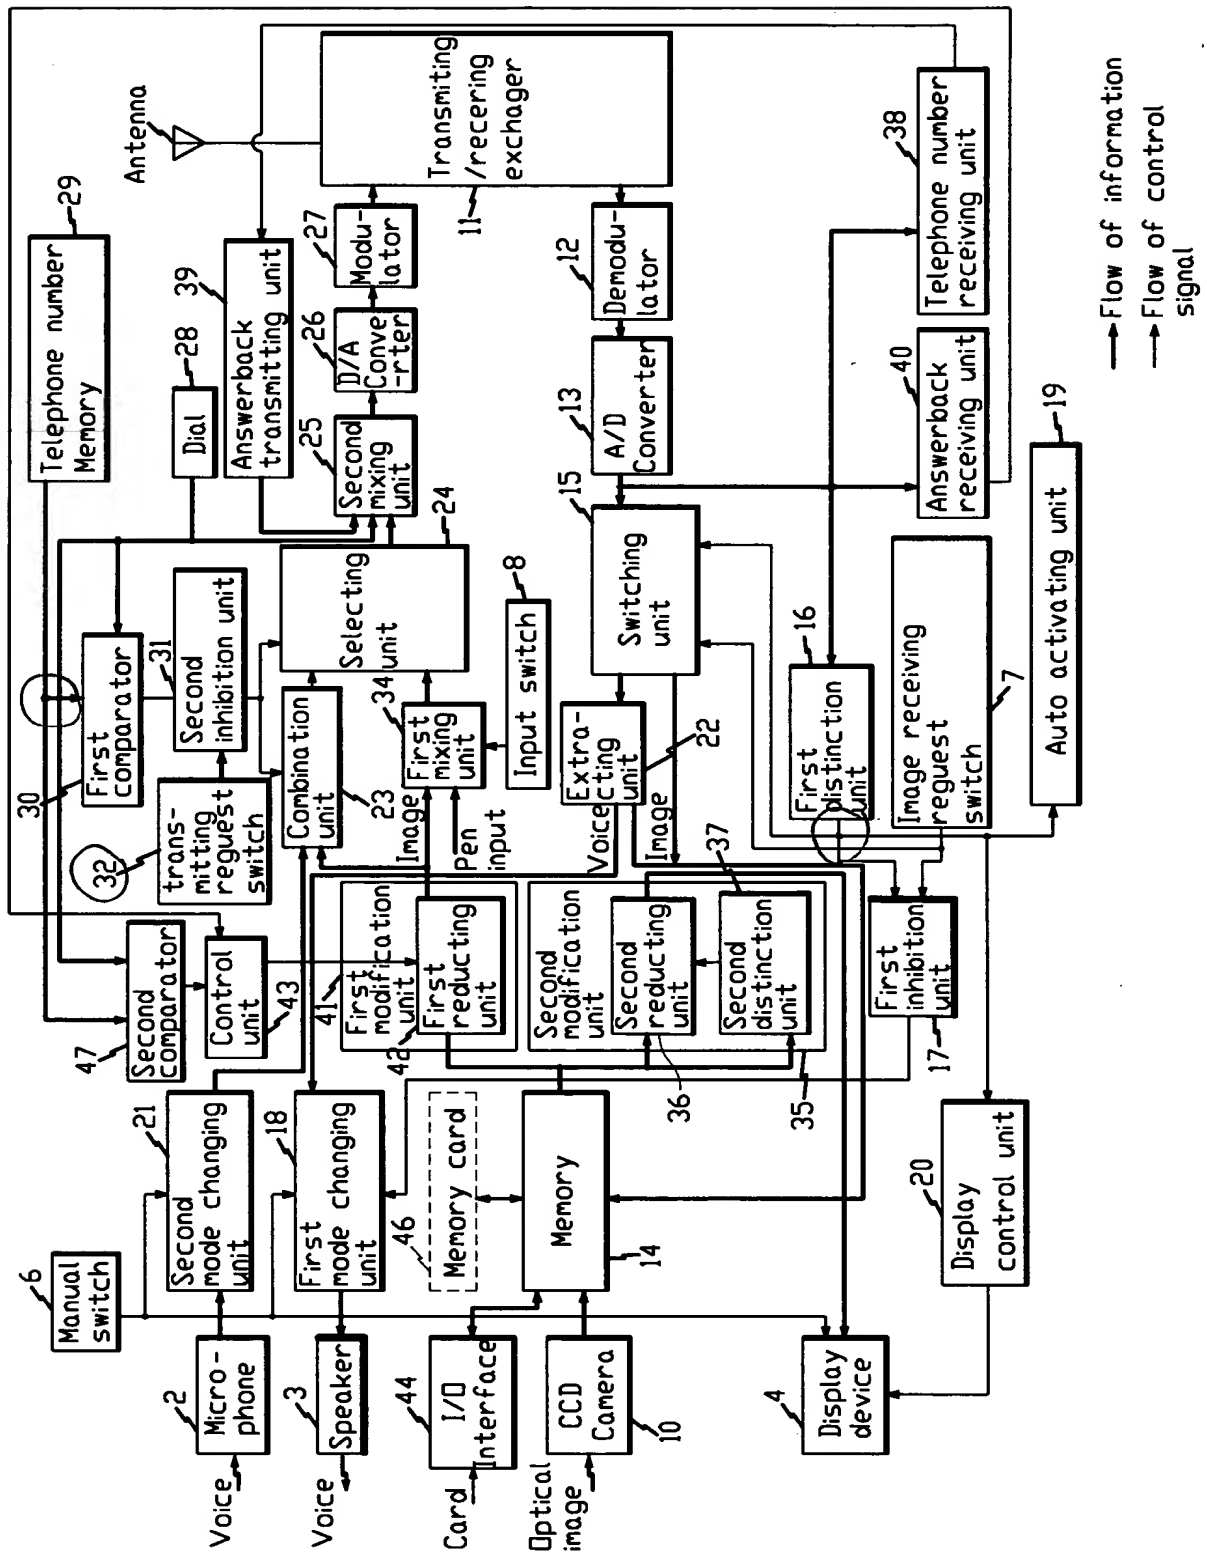 6
Manual
switch
2
Micro-
phone
Voice
3
Speaker
Voice
44
I/O
Interface
Card
CCD
Camera
10
Optical
image
4
Display
device
21
Second
mode changing
unit
18
First
mode changing
unit
46
Memory card
Memory
14
20
Display
control unit
47
Second
comparator
Control
unit
43
41
First
modification
unit
42
First
reducting
unit
Second
modification
unit
Second
reducting
unit
36
37
Second
distinction
unit
35
First
inhibition
unit
17
30
First
comparator
32
trans-
mitting
reguest
switch
31
Second
inhibition unit
Combination
unit
23
Image
Pen
input
34
First
mixing
unit
8
Input switch
Voice
Image
Extra-
cting
unit
22
16
First
distinction
unit
Image receiving
reguest
switch
7
Auto activating unit
19
29
Telephone number
Memory
28
Dial
39
Answerback
transmitting unit
24
Selecting
unit
25
Second
mixing
unit
26
D/A
Conve
-rter
27
Modu-
lator
15
Switching
unit
13
A/D
Converter
12
Demodu-
lator
40
Answerback
receiving unit
38
Telephone number
receiving unit
Antenna
Transmiting
/recering
exchager
11
Flow of information
Flow of control
signal